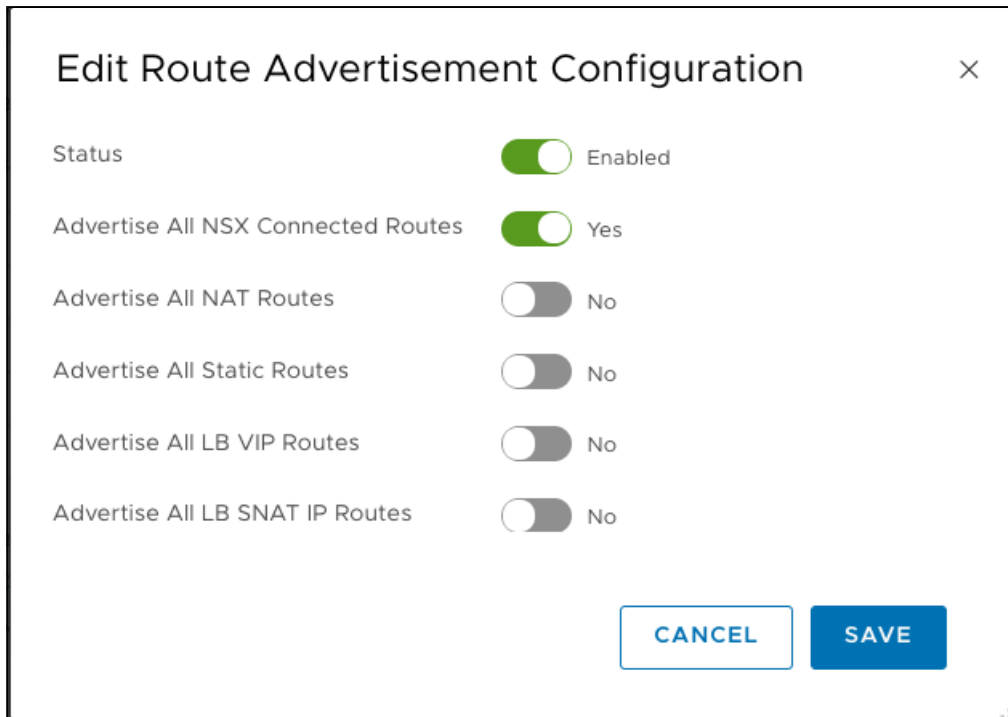 Edit Route Advertisement Configuration
Status Enabled
Advertise All NSX Connected Routes Yes
Advertise All NAT Routes No
Advertise All Static Routes No
Advertise All LB VIP Routes No
Advertise All LB SNAT IP Routes No
CANCEL SAVE